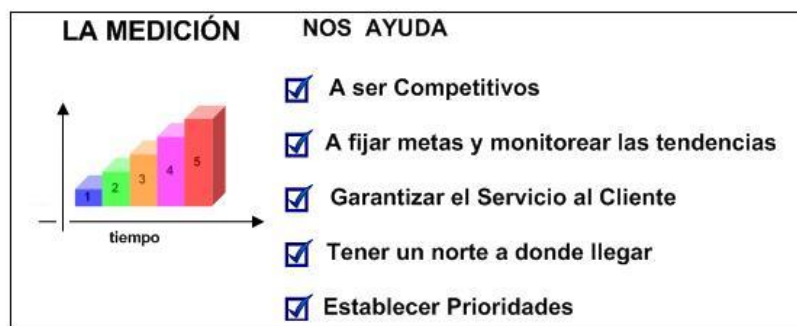 LA MEDICIÓN
1
2
3
4
5
tiempo
NOS AYUDA
A ser Competitivos
A fijar metas y monitorear las tendencias
Garantizar el Servicio al Cliente
Tener un norte a donde llegar
Establecer Prioridades